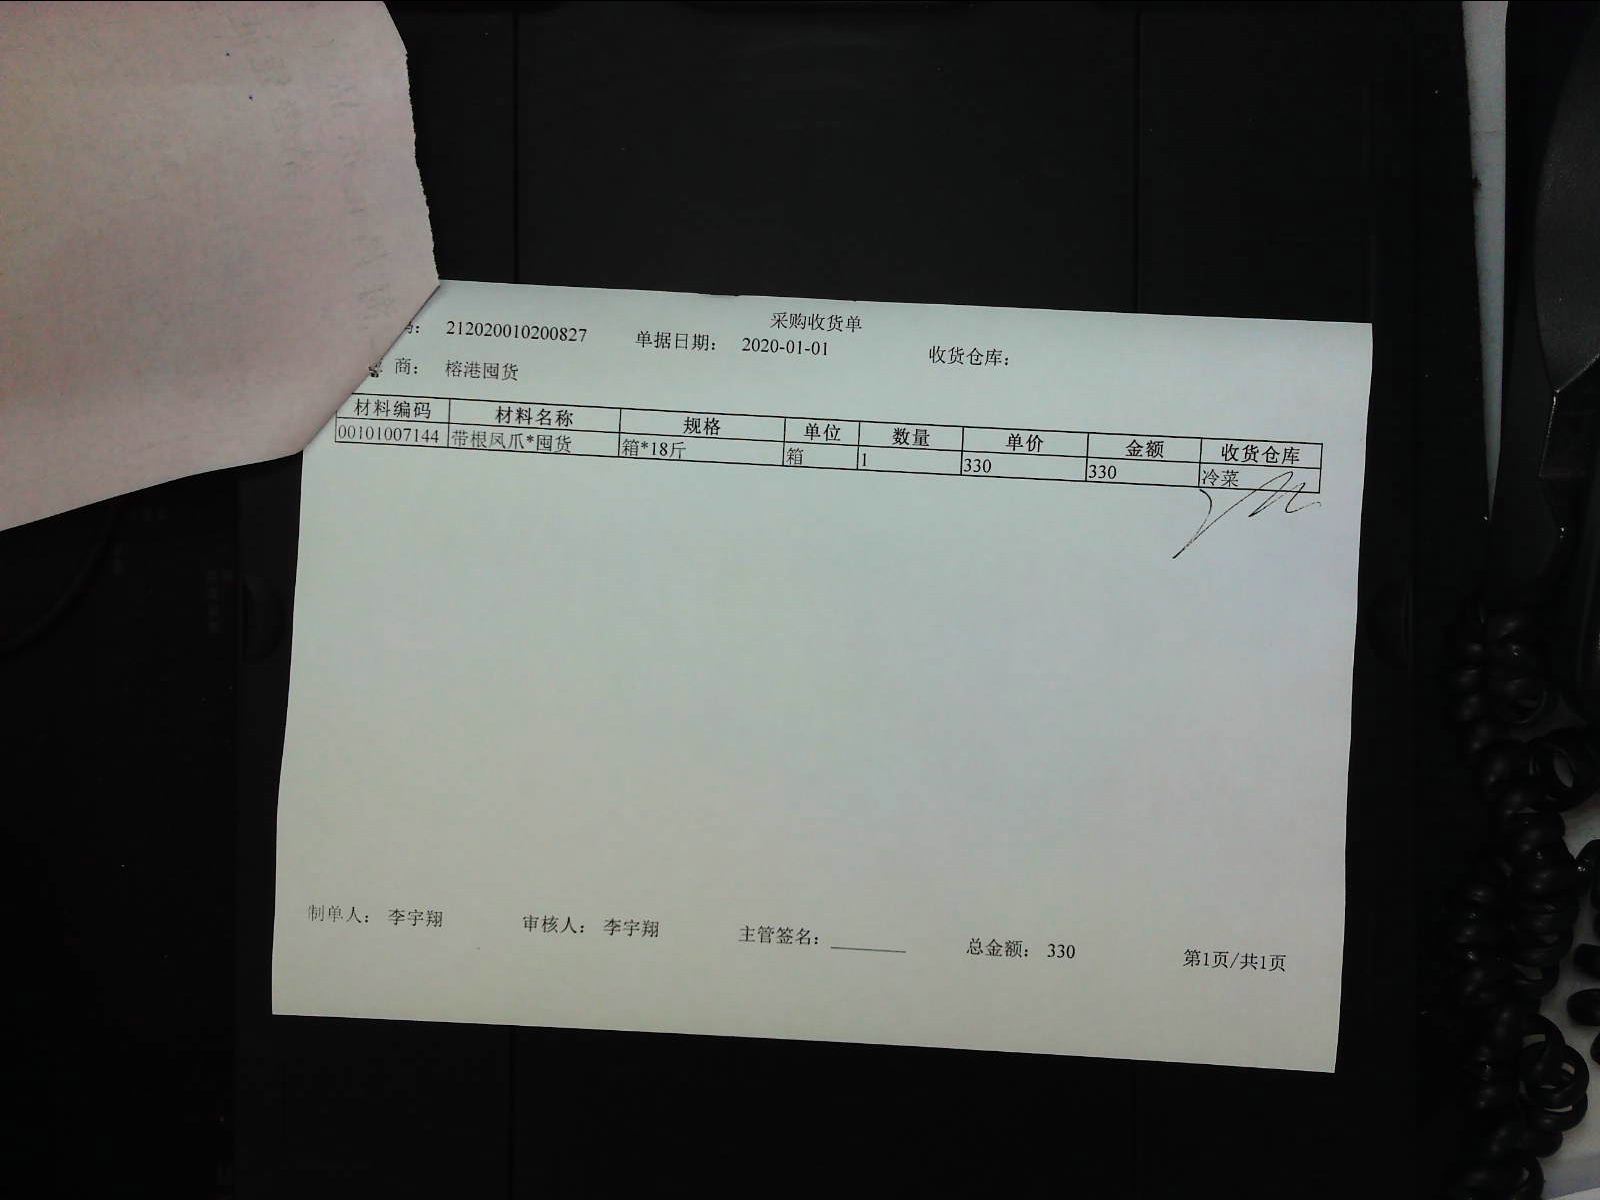 采购收货单
码： 212020010200827 单据日期： 2020-01-01 收货仓库：
商： 榕港囤货
材料编码 材料名称 规格 单位 数量 单价 金额 收货仓库
00101007144 带根凤爪*囤货 箱*18斤 箱 1 330 330 冷菜
制单人： 李宇翔 审核人： 李宇翔 主管签名： 总金额： 330 第1页/共1页